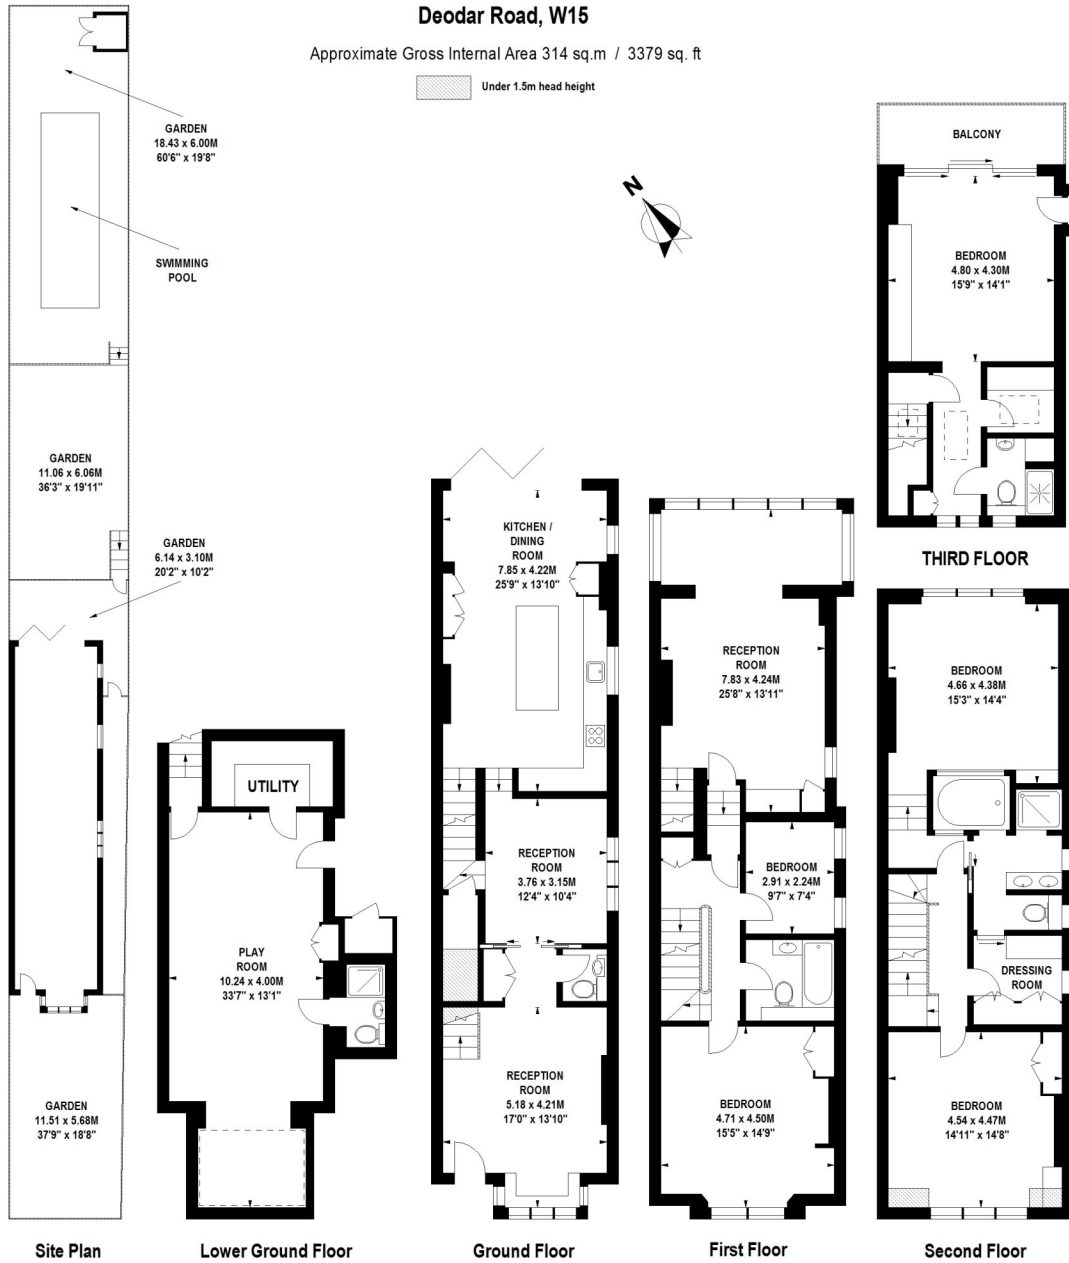 Deodar Road, W15
Approximate Gross Internal Area 314 sq.m / 3379 sq. ft
Under 1.5m head height
N
GARDEN
18.43 x 6.00M
60'6" x 19'8"
SWIMMING
POOL
GARDEN
11.06 x 6.06M
36'3" x 19'11"
GARDEN
6.14 x 3.10M
20'2" x 10'2"
GARDEN
11.51 x 5.68M
37'9" x 18'8"
Site Plan
UTILITY
PLAY
ROOM
10.24 x 4.00M
33'7" x 13'1"
Lower Ground Floor
KITCHEN /
DINING
ROOM
7.85 x 4.22M
25'9" x 13'10"
RECEPTION
ROOM
3.76 x 3.15M
12'4" x 10'4"
RECEPTION
ROOM
5.18 x 4.21M
17'0" x 13'10"
Ground Floor
RECEPTION
ROOM
7.83 x 4.24M
25'8" x 13'11"
BEDROOM
2.91 x 2.24M
9'7" x 7'4"
BEDROOM
4.71 x 4.50M
15'5" x 14'9"
First Floor
BALCONY
BEDROOM
4.80 x 4.30M
15'9" x 14'1"
THIRD FLOOR
BEDROOM
4.66 x 4.38M
15'3" x 14'4"
DRESSING
ROOM
BEDROOM
4.54 x 4.47M
14'11" x 14'8"
Second Floor